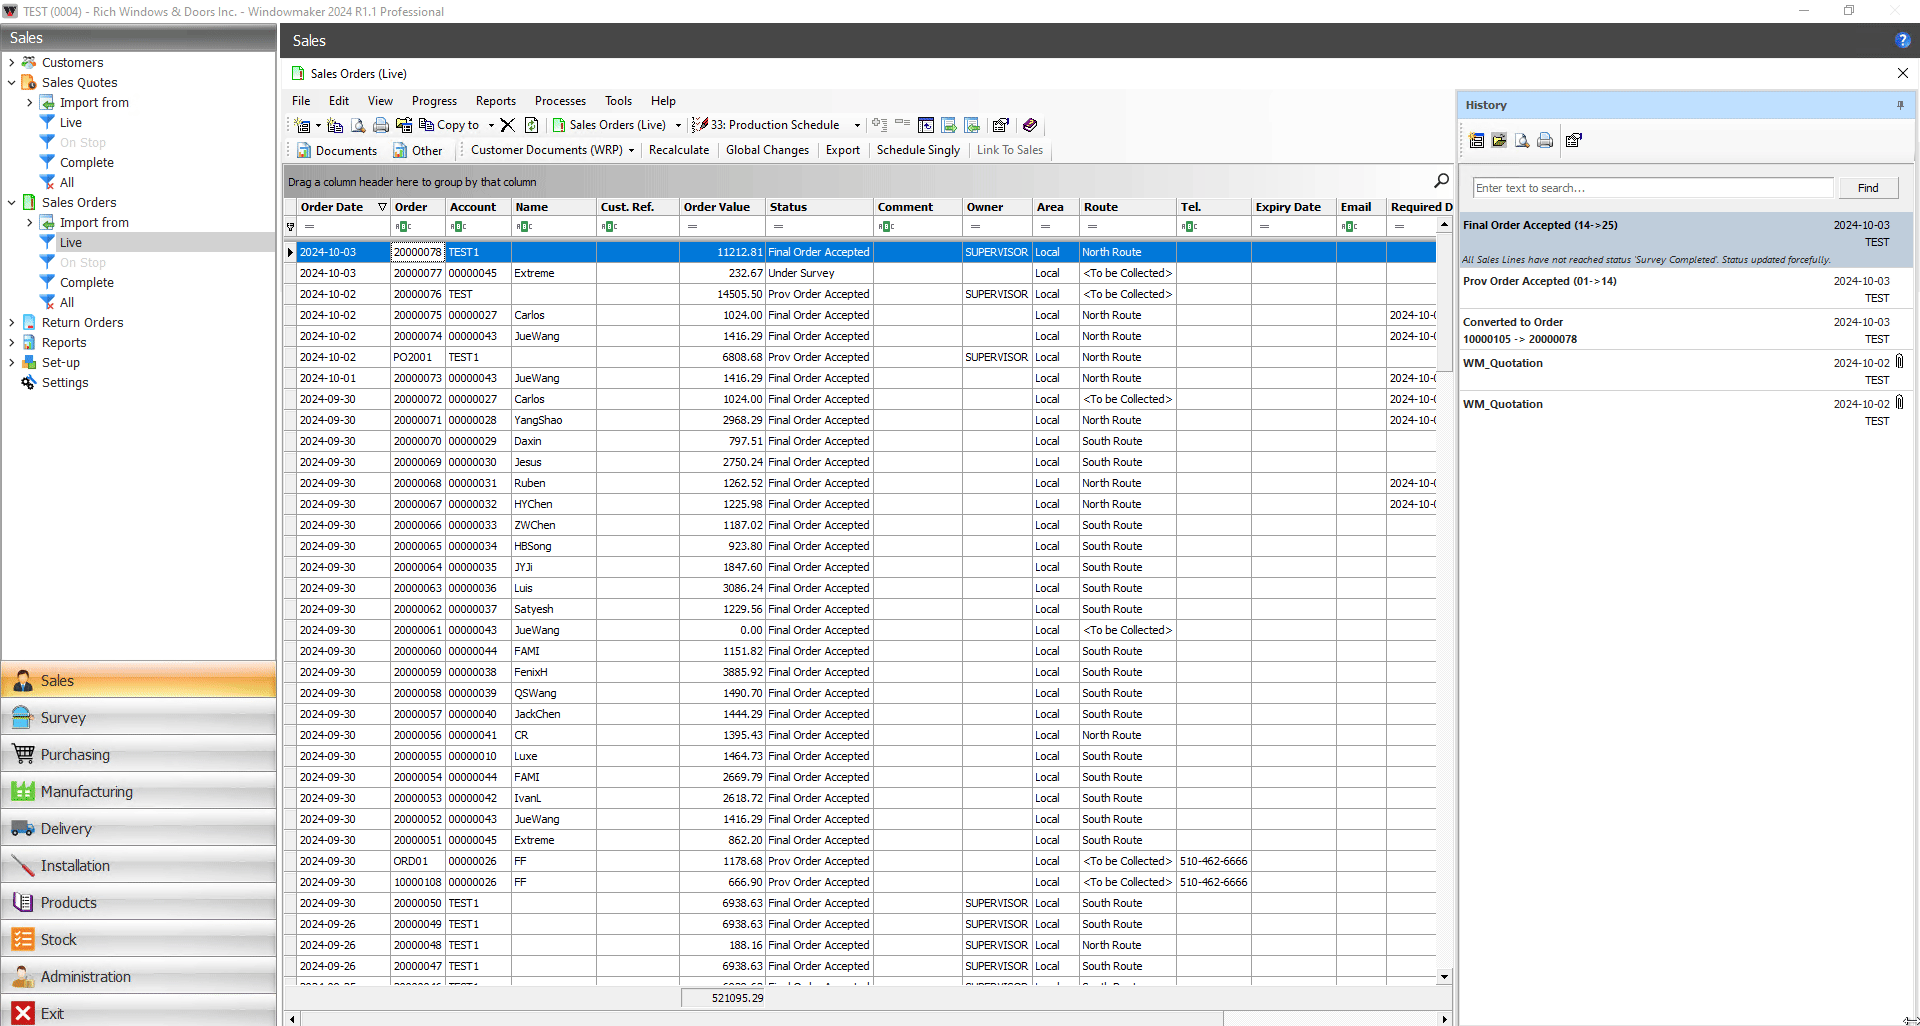 TEST (0004) - Rich Windows & Doors Inc. - Windowmaker 2024 R1.1 Professional
Sales
Customers
Sales Quotes
Import from
Live
On Stop
Complete
All
Sales Orders
Import from
Live
On Stop
Complete
All
Return Orders
Reports
Set-up
Settings
Sales
Survey
Purchasing
Manufacturing
Delivery
Installation
Products
Stock
Administration
Exit
Sales
Sales Orders (Live)
File Edit View Progress Reports Processes Tools Help
Copy to Sales Orders (Live) 33: Production Schedule
Documents Other Customer Documents (WRP) Recalculate Global Changes Export Schedule Singly Link To Sales
Drag a column header here to group by that column
Order Date Order Account Name Cust. Ref. Order Value Status Comment Owner Area Route Tel. Expiry Date Email Required D
2024-10-03 20000078 TEST1 11212.81 Final Order Accepted SUPERVISOR Local North Route
2024-10-03 20000077 00000045 Extreme 232.67 Under Survey Local <To be Collected>
2024-10-02 20000076 TEST 14505.50 Prov Order Accepted SUPERVISOR Local <To be Collected>
2024-10-02 20000075 00000027 Carlos 1024.00 Final Order Accepted Local North Route 2024-10-0
2024-10-02 20000074 00000043 JueWang 1416.29 Final Order Accepted Local North Route 2024-10-0
2024-10-02 PO2001 TEST1 6808.68 Prov Order Accepted SUPERVISOR Local North Route
2024-10-01 20000073 00000043 JueWang 1416.29 Final Order Accepted Local North Route 2024-10-0
2024-09-30 20000072 00000027 Carlos 1024.00 Final Order Accepted Local <To be Collected> 2024-10-0
2024-09-30 20000071 00000028 YangShao 2968.29 Final Order Accepted Local North Route 2024-10-0
2024-09-30 20000070 00000029 Daxin 797.51 Final Order Accepted Local South Route
2024-09-30 20000069 00000030 Jesus 2750.24 Final Order Accepted Local South Route
2024-09-30 20000068 00000031 Ruben 1262.52 Final Order Accepted Local North Route 2024-10-0
2024-09-30 20000067 00000032 HYChen 1225.98 Final Order Accepted Local North Route 2024-10-0
2024-09-30 20000066 00000033 ZWChen 1187.02 Final Order Accepted Local South Route
2024-09-30 20000065 00000034 HBSong 923.80 Final Order Accepted Local South Route
2024-09-30 20000064 00000035 JYJi 1847.60 Final Order Accepted Local South Route
2024-09-30 20000063 00000036 Luis 3086.24 Final Order Accepted Local South Route
2024-09-30 20000062 00000037 Satyesh 1229.56 Final Order Accepted Local South Route
2024-09-30 20000061 00000043 JueWang 0.00 Final Order Accepted Local <To be Collected>
2024-09-30 20000060 00000044 FAMI 1151.82 Final Order Accepted Local South Route
2024-09-30 20000059 00000038 FenixH 3885.92 Final Order Accepted Local South Route
2024-09-30 20000058 00000039 QSWang 1490.70 Final Order Accepted Local South Route
2024-09-30 20000057 00000040 JackChen 1444.29 Final Order Accepted Local South Route
2024-09-30 20000056 00000041 CR 1395.43 Final Order Accepted Local North Route
2024-09-30 20000055 00000010 Luxe 1464.73 Final Order Accepted Local South Route
2024-09-30 20000054 00000044 FAMI 2669.79 Final Order Accepted Local South Route
2024-09-30 20000053 00000042 IvanL 2618.72 Final Order Accepted Local South Route
2024-09-30 20000052 00000043 JueWang 1416.29 Final Order Accepted Local South Route
2024-09-30 20000051 00000045 Extreme 862.20 Final Order Accepted Local South Route
2024-09-30 ORD01 00000026 FF 1178.68 Prov Order Accepted Local <To be Collected> 510-462-6666
2024-09-30 10000108 00000026 FF 666.90 Prov Order Accepted Local <To be Collected> 510-462-6666
2024-09-30 20000050 TEST1 6938.63 Final Order Accepted SUPERVISOR Local South Route
2024-09-26 20000049 TEST1 6938.63 Final Order Accepted SUPERVISOR Local South Route
2024-09-26 20000048 TEST1 188.16 Final Order Accepted SUPERVISOR Local North Route
2024-09-26 20000047 TEST1 6938.63 Final Order Accepted SUPERVISOR Local South Route
521095.29
History
Enter text to search... Find
Final Order Accepted (14->25) 2024-10-03
TEST
All Sales Lines have not reached status 'Survey Completed'. Status updated forcefully.
Prov Order Accepted (01->14) 2024-10-03
TEST
Converted to Order 2024-10-03
10000105 -> 20000078 TEST
WM_Quotation 2024-10-02
TEST
WM_Quotation 2024-10-02
TEST